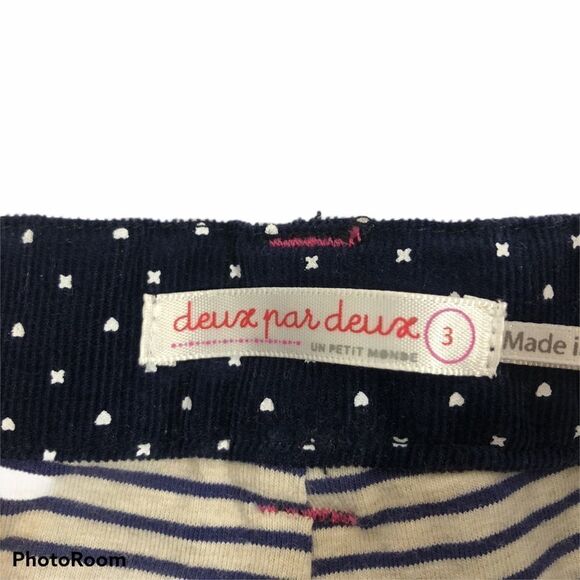 deux par deux
3
UN PETIT MONDE
Made i
PhotoRoom